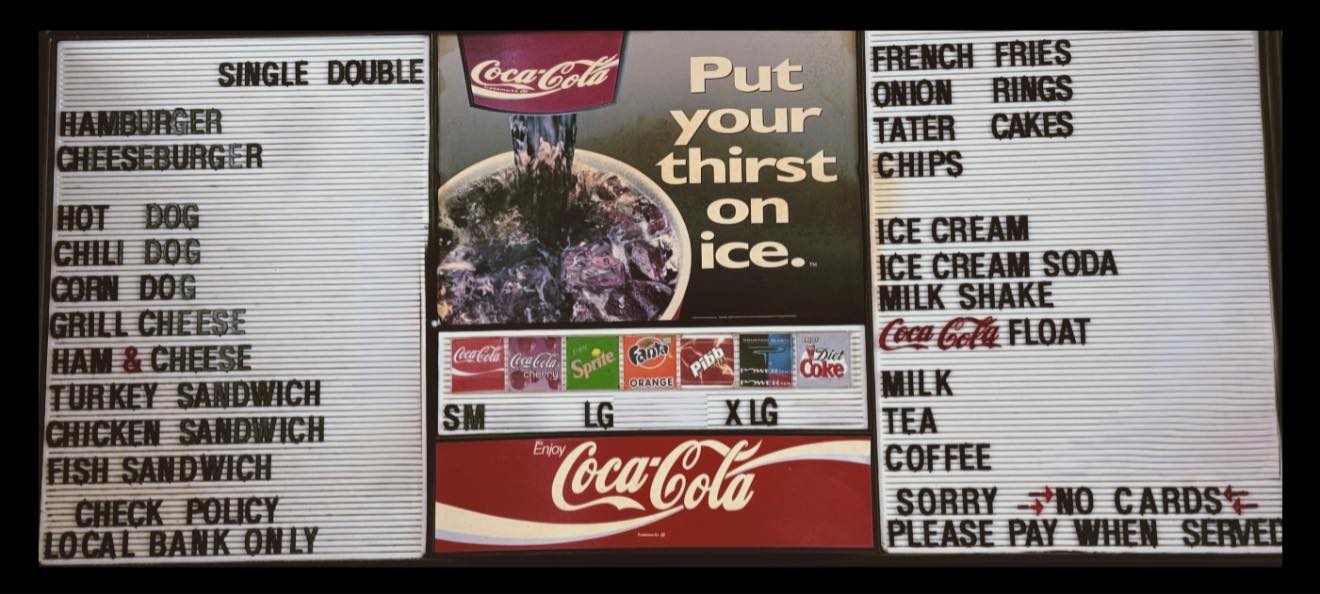 SINGLE DOUBLE
HAMBURGER
CHEESEBURGER
HOT DOG
CHILI DOG
CORN DOG
GRILL CHEESE
HAM & CHEESE
TURKEY SANDWICH
CHICKEN SANDWICH
FISH SANDWICH
CHECK POLICY
LOCAL BANK ONLY
Coca-Cola
Put
your
thirst
on
ice.
Coca-Cola
Coca-Cola
cherry
Sprite
Fanta
ORANGE
Pibb
POWER
Diet
Coke
SM LG X LG
Enjoy
Coca-Cola
FRENCH FRIES
ONION RINGS
TATER CAKES
CHIPS
ICE CREAM
ICE CREAM SODA
MILK SHAKE
Coca-Cola FLOAT
MILK
TEA
COFFEE
SORRY →NO CARDS←
PLEASE PAY WHEN SERVED